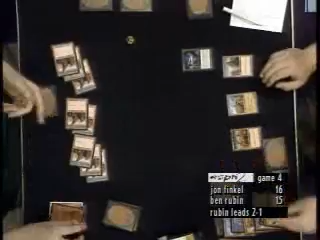 espn2 game 4
jon finkel 16
ben rubin 15
rubin leads 2-1